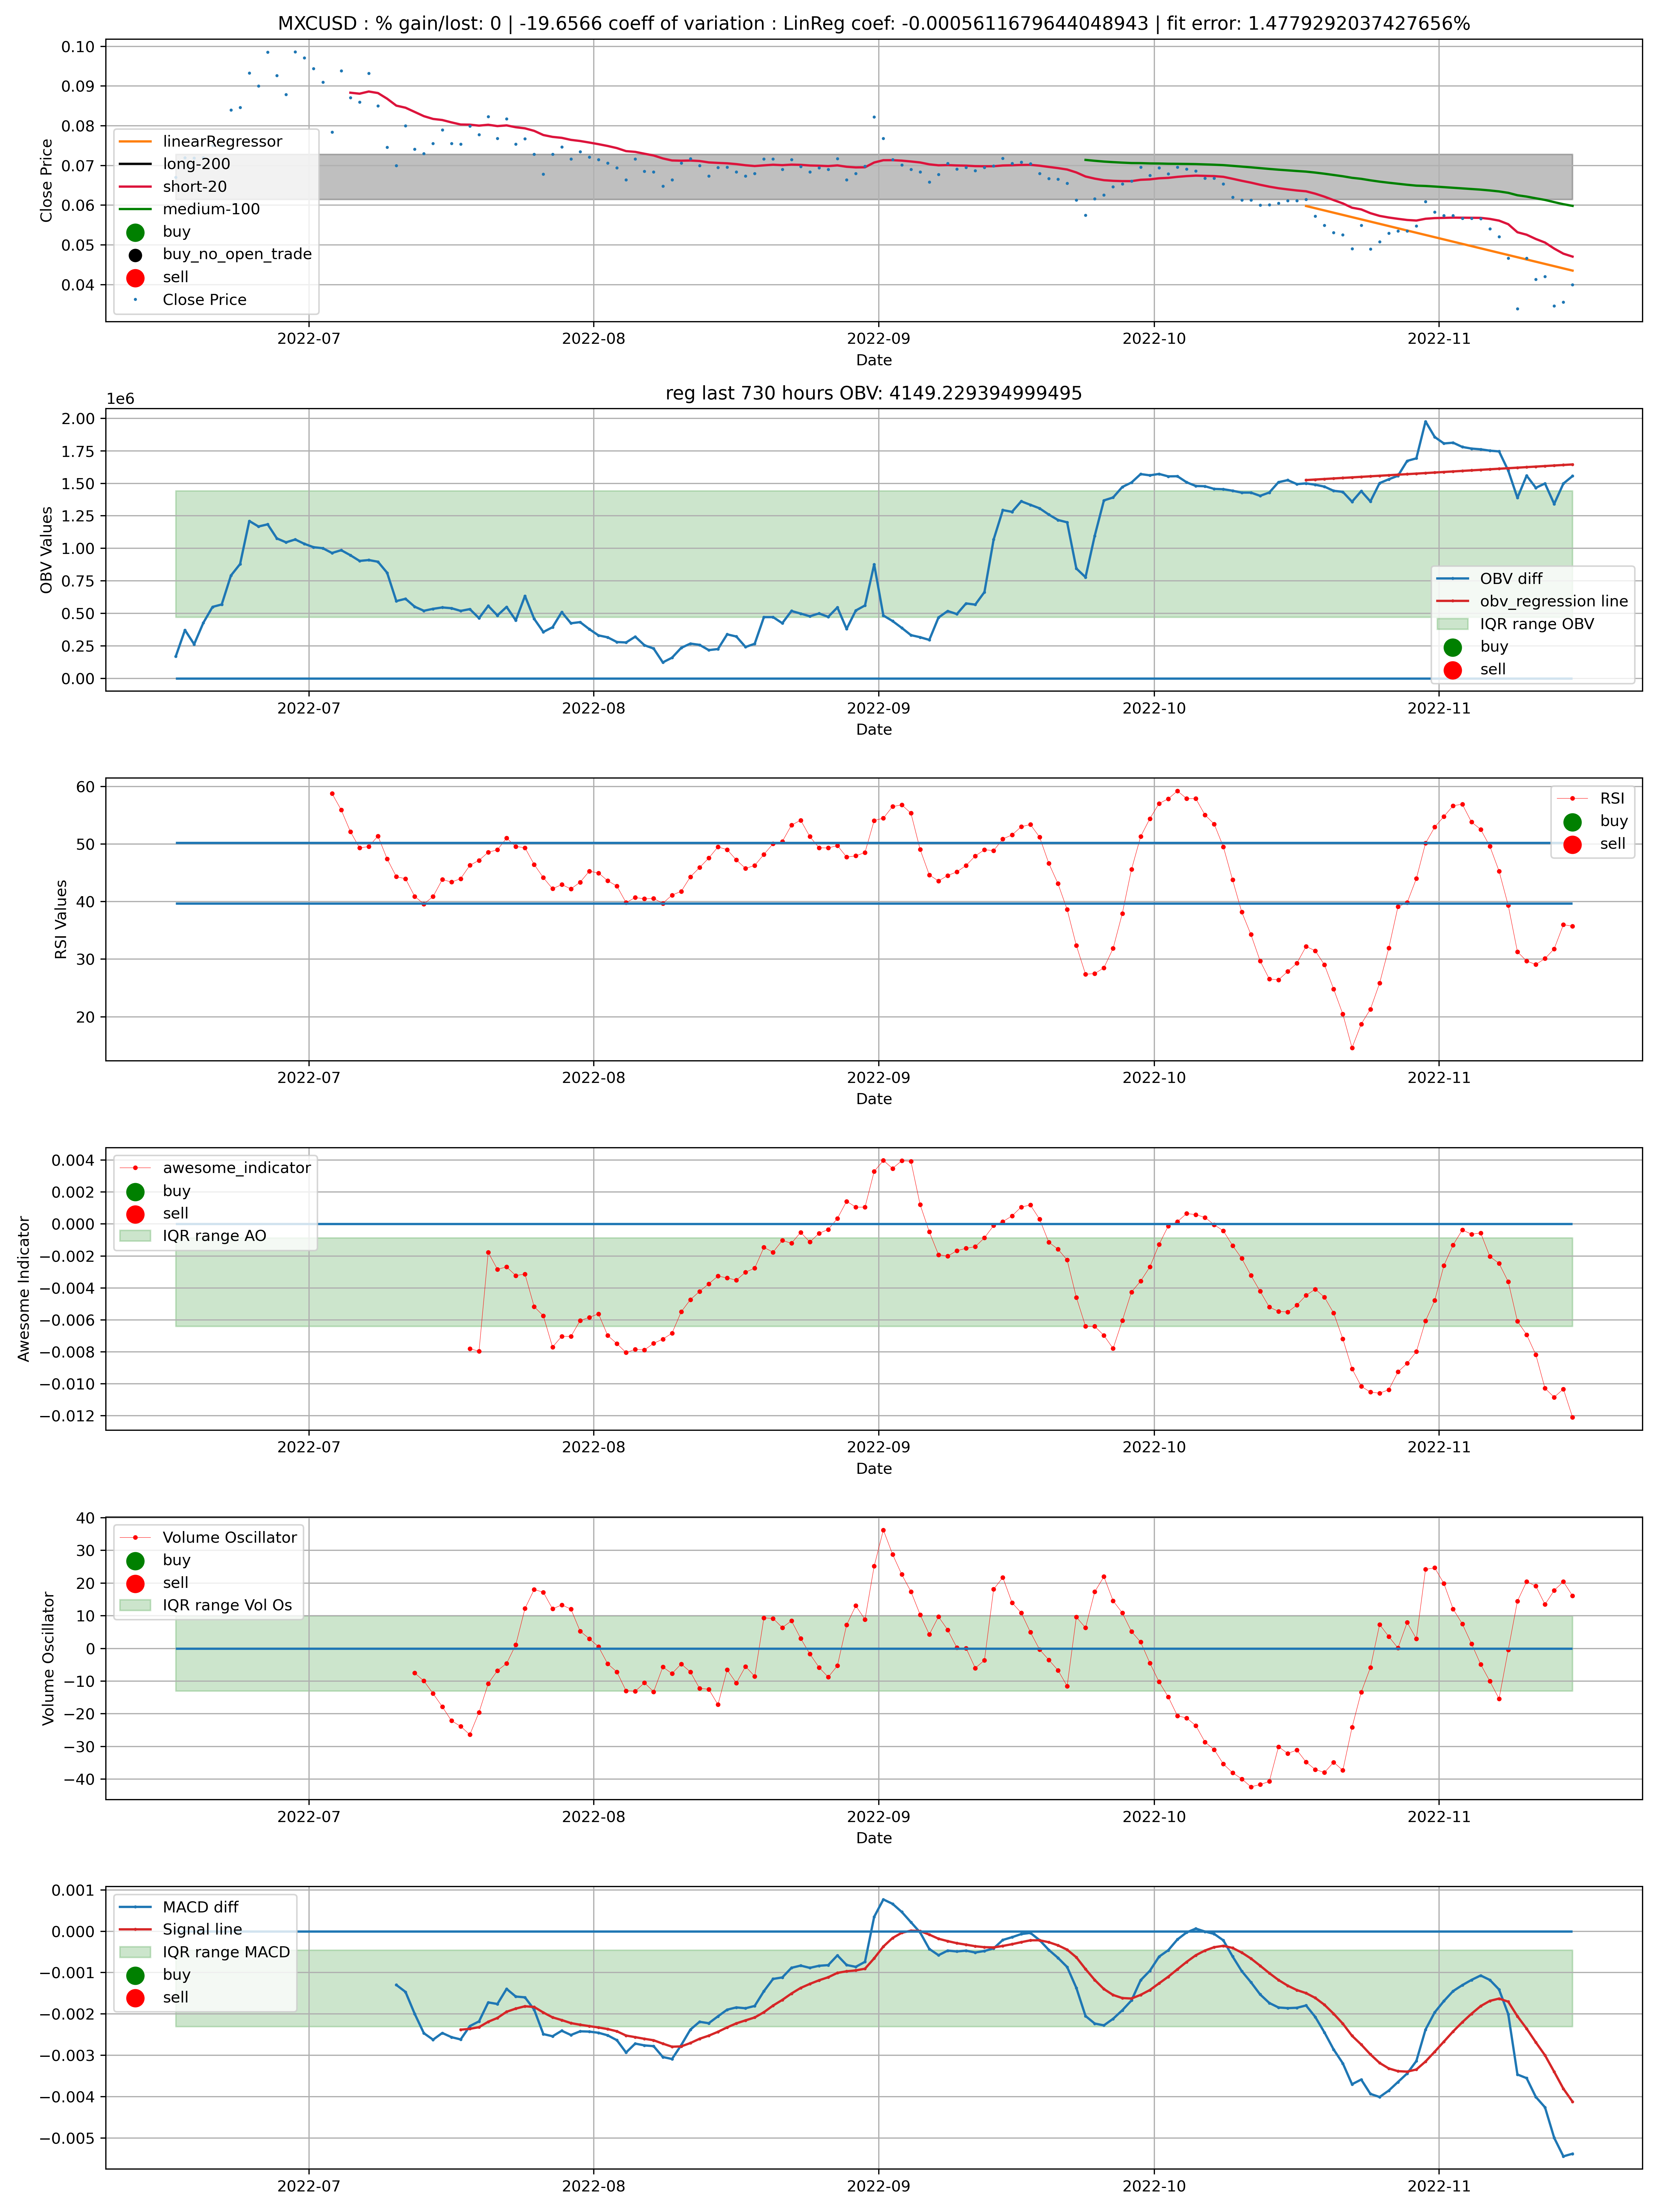 MXCUSD : % gain/lost: 0 | -19.6566 coeff of variation : LinReg coef: -0.0005611679644048943 | fit error: 1.4779292037427656%
0.10
0.09
0.08
0.07
0.06
0.05
0.04
Close Price
linearRegressor
long-200
short-20
medium-100
buy
buy_no_open_trade
sell
Close Price
2022-07 2022-08 2022-09 2022-10 2022-11
Date
reg last 730 hours OBV: 4149.229394999495
1e6
2.00
1.75
1.50
1.25
1.00
0.75
0.50
0.25
0.00
OBV Values
OBV diff
obv_regression line
IQR range OBV
buy
sell
2022-07 2022-08 2022-09 2022-10 2022-11
Date
60
50
40
30
20
RSI Values
RSI
buy
sell
2022-07 2022-08 2022-09 2022-10 2022-11
Date
0.004
0.002
0.000
−0.002
−0.004
−0.006
−0.008
−0.010
−0.012
Awesome Indicator
awesome_indicator
buy
sell
IQR range AO
2022-07 2022-08 2022-09 2022-10 2022-11
Date
40
30
20
10
0
−10
−20
−30
−40
Volume Oscillator
Volume Oscillator
buy
sell
IQR range Vol Os
2022-07 2022-08 2022-09 2022-10 2022-11
Date
0.001
0.000
−0.001
−0.002
−0.003
−0.004
−0.005
MACD diff
Signal line
IQR range MACD
buy
sell
2022-07 2022-08 2022-09 2022-10 2022-11